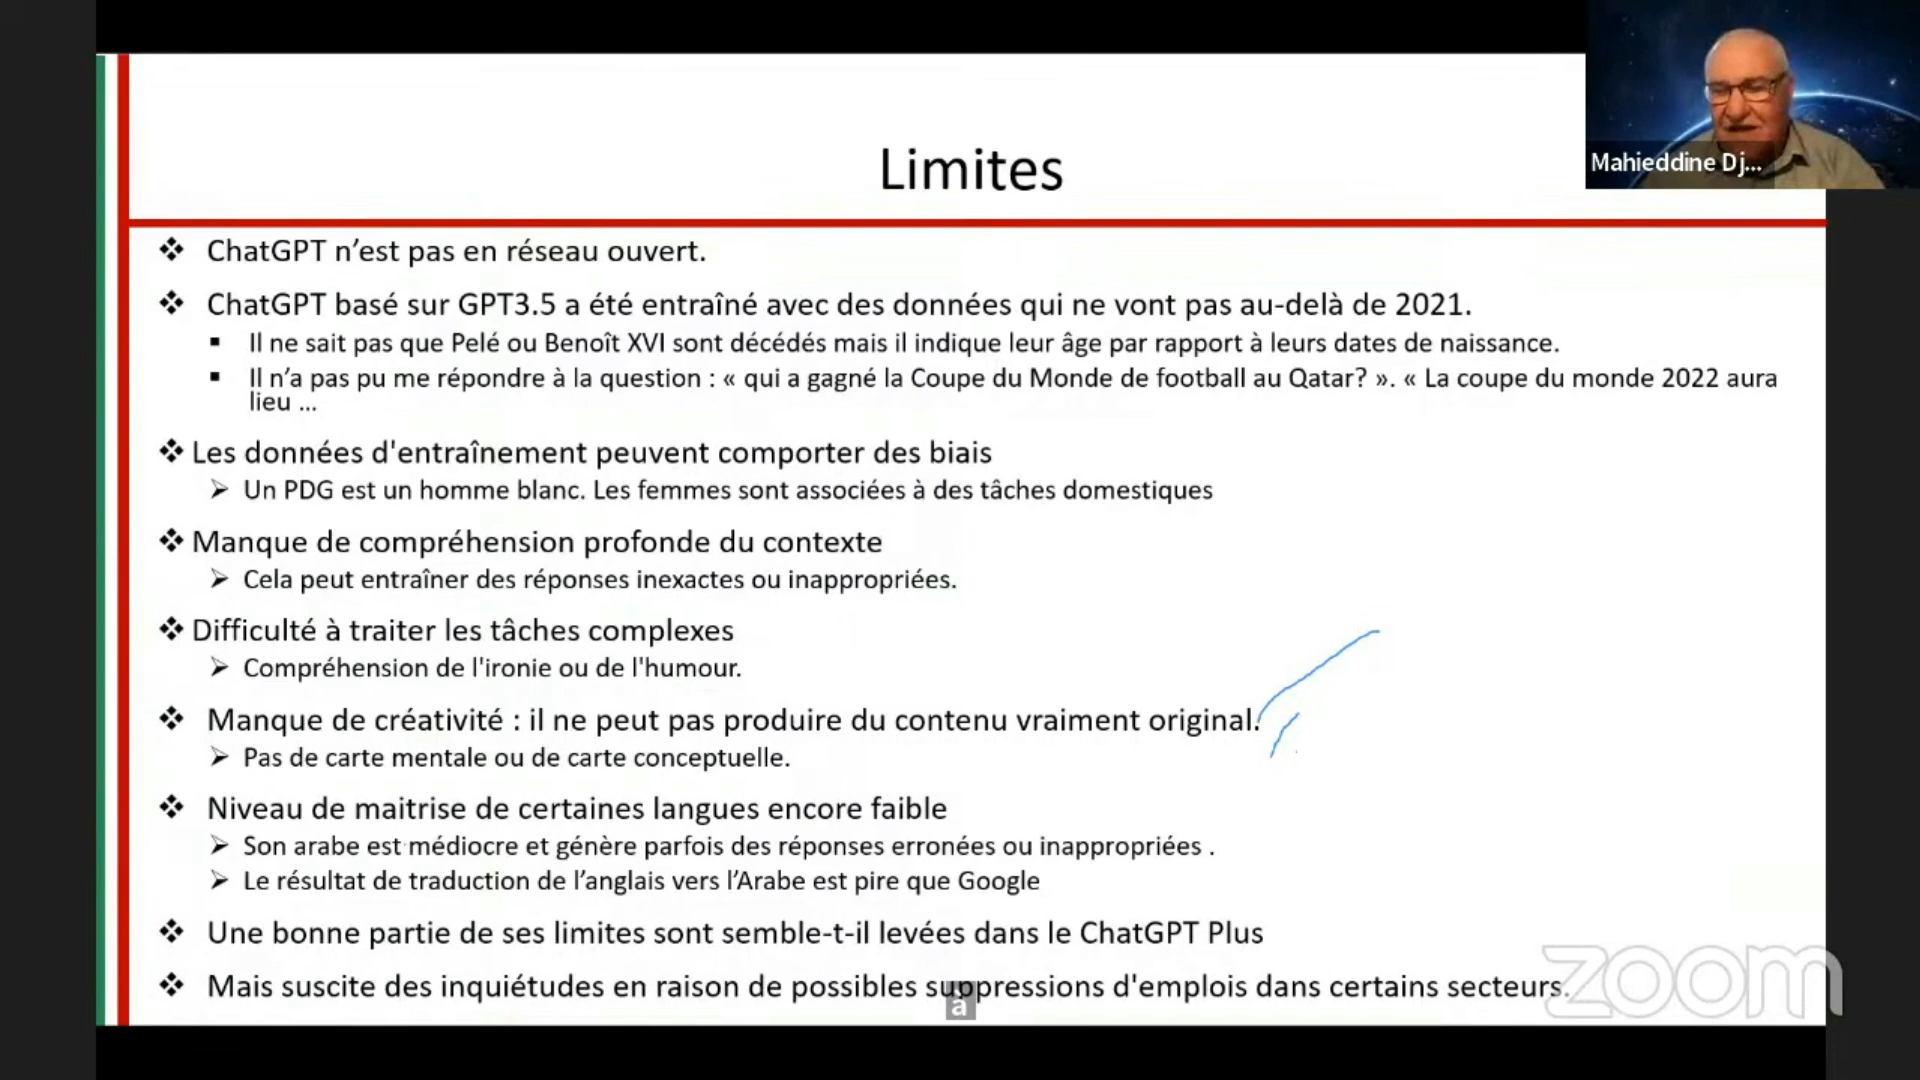 Mahieddine Dj...
Limites
ChatGPT n’est pas en réseau ouvert.
ChatGPT basé sur GPT3.5 a été entraîné avec des données qui ne vont pas au-delà de 2021.
Il ne sait pas que Pelé ou Benoît XVI sont décédés mais il indique leur âge par rapport à leurs dates de naissance.
Il n’a pas pu me répondre à la question : « qui a gagné la Coupe du Monde de football au Qatar? ». « La coupe du monde 2022 aura
lieu ...
Les données d'entraînement peuvent comporter des biais
Un PDG est un homme blanc. Les femmes sont associées à des tâches domestiques
Manque de compréhension profonde du contexte
Cela peut entraîner des réponses inexactes ou inappropriées.
Difficulté à traiter les tâches complexes
Compréhension de l'ironie ou de l'humour.
Manque de créativité : il ne peut pas produire du contenu vraiment original.
Pas de carte mentale ou de carte conceptuelle.
Niveau de maitrise de certaines langues encore faible
Son arabe est médiocre et génère parfois des réponses erronées ou inappropriées .
Le résultat de traduction de l’anglais vers l’Arabe est pire que Google
Une bonne partie de ses limites sont semble-t-il levées dans le ChatGPT Plus
Mais suscite des inquiétudes en raison de possibles suppressions d'emplois dans certains secteurs.
à
zoom